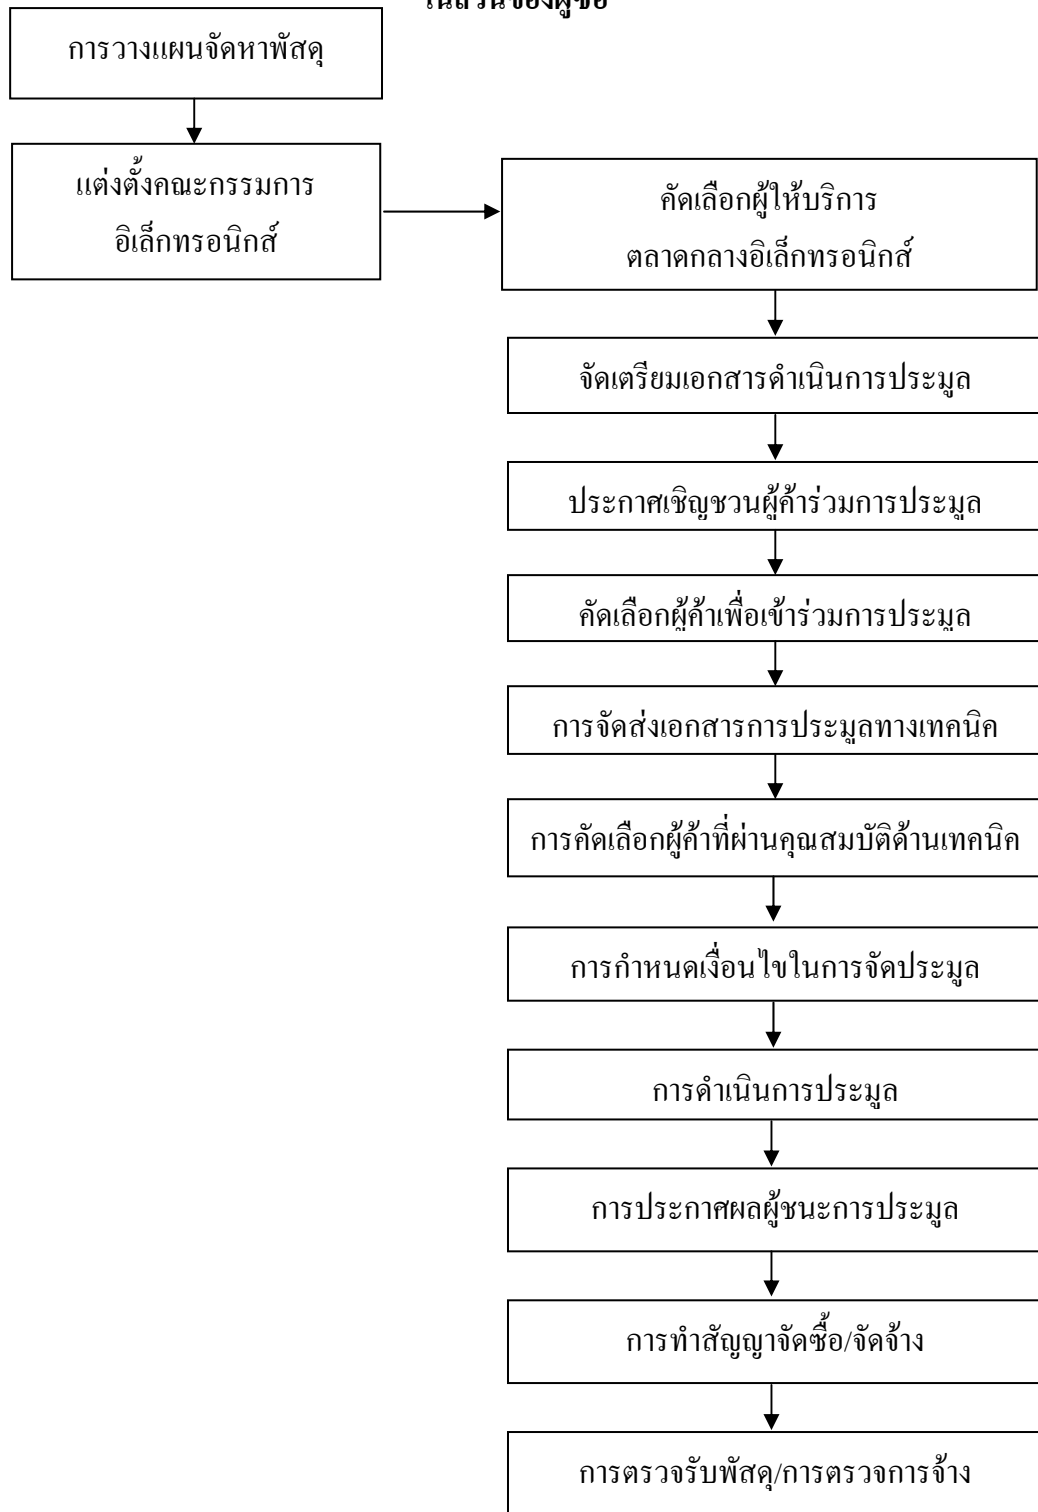 ในส่วนของผู้ซื้อ
การวางแผนจัดหาพัสดุ
แต่งตั้งคณะกรรมการ
อิเล็กทรอนิกส์
คัดเลือกผู้ให้บริการ
ตลาดกลางอิเล็กทรอนิกส์
จัดเตรียมเอกสารดำเนินการประมูล
ประกาศเชิญชวนผู้ค้าร่วมการประมูล
คัดเลือกผู้ค้าเพื่อเข้าร่วมการประมูล
การจัดส่งเอกสารการประมูลทางเทคนิค
การคัดเลือกผู้ค้าที่ผ่านคุณสมบัติด้านเทคนิค
การกำหนดเงื่อนไขในการจัดประมูล
การดำเนินการประมูล
การประกาศผลผู้ชนะการประมูล
การทำสัญญาจัดซื้อ/จัดจ้าง
การตรวจรับพัสดุ/การตรวจการจ้าง